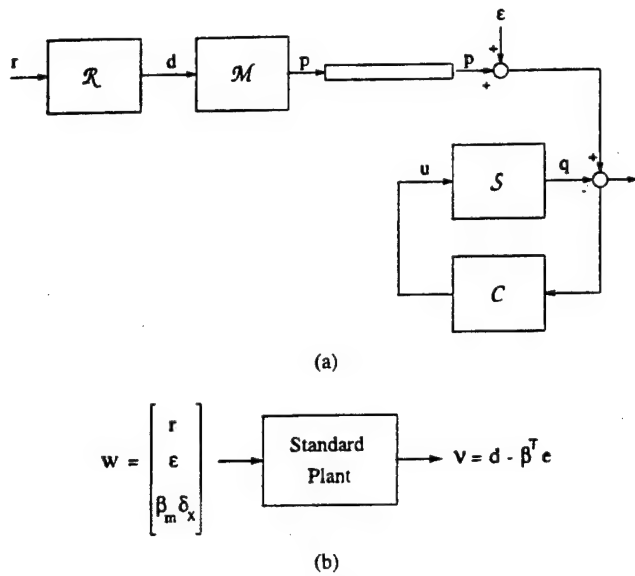 ε
r
ℛ
d
ℳ
p
p
+
+
+
u
𝒮
q
-
𝒞
(a)
W = [r ε β_m δ_x]
Standard
Plant
ν = d - β^T e
(b)